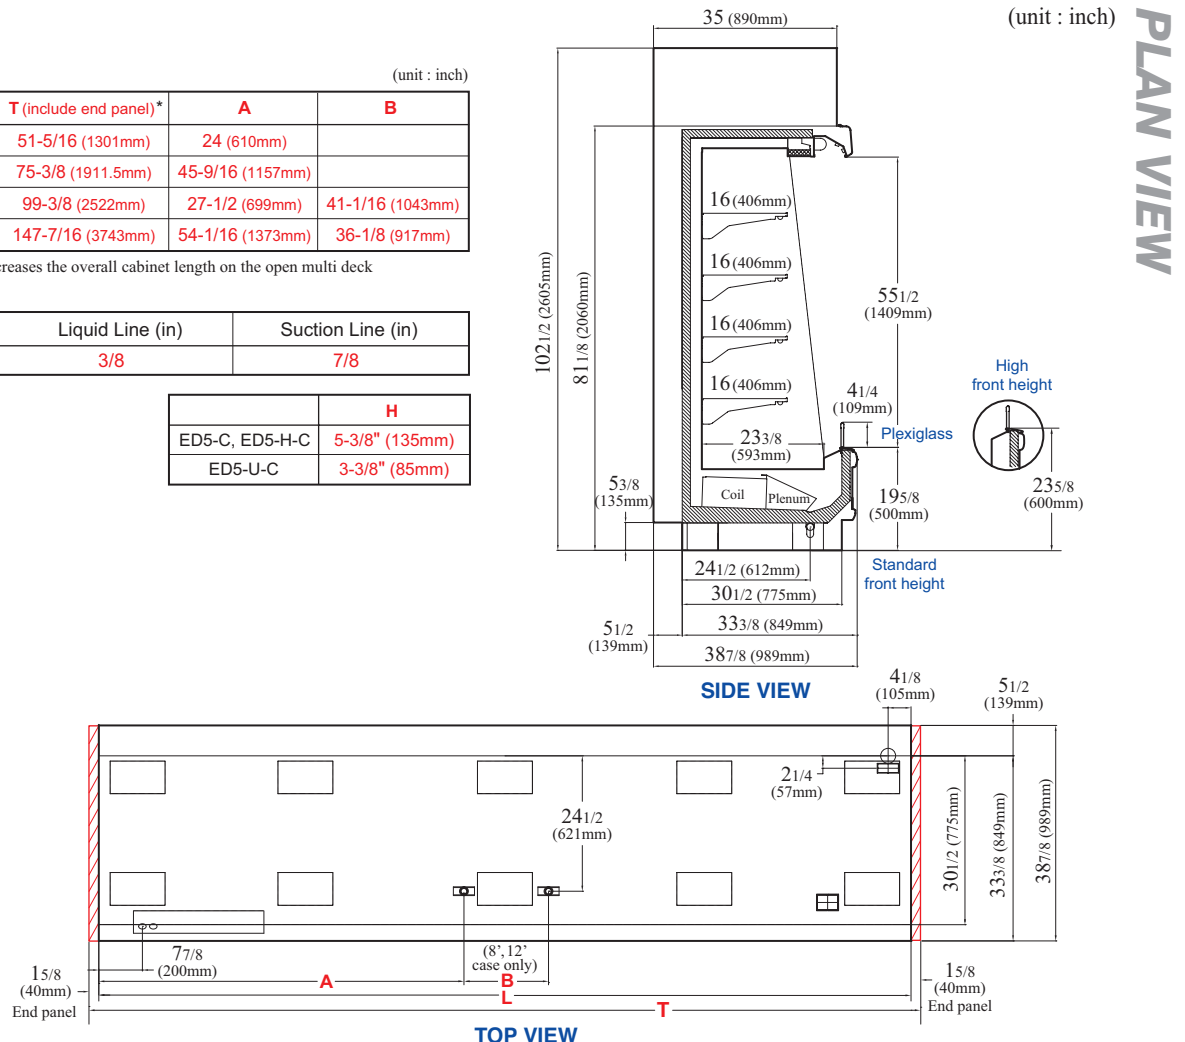 (unit : inch)
PLAN VIEW
(unit : inch)
T (include end panel)* A B
51-5/16 (1301mm) 24 (610mm)
75-3/8 (1911.5mm) 45-9/16 (1157mm)
99-3/8 (2522mm) 27-1/2 (699mm) 41-1/16 (1043mm)
147-7/16 (3743mm) 54-1/16 (1373mm) 36-1/8 (917mm)
creases the overall cabinet length on the open multi deck
Liquid Line (in) Suction Line (in)
3/8 7/8
H
ED5-C, ED5-H-C 5-3/8" (135mm)
ED5-U-C 3-3/8" (85mm)
35 (890mm)
102 1/2 (2605mm)
81 1/8 (2060mm)
16 (406mm)
16 (406mm)
16 (406mm)
16 (406mm)
55 1/2
(1409mm)
4 1/4
(109mm)
Plexiglass
High
front height
23 3/8
(593mm)
Coil
Plenum
5 3/8
(135mm)
19 5/8
(500mm)
23 5/8
(600mm)
Standard
front height
24 1/2 (612mm)
30 1/2 (775mm)
5 1/2
(139mm)
33 3/8 (849mm)
38 7/8 (989mm)
SIDE VIEW
4 1/8
(105mm)
5 1/2
(139mm)
2 1/4
(57mm)
24 1/2
(621mm)
30 1/2 (775mm)
33 3/8 (849mm)
38 7/8 (989mm)
7 7/8
(200mm)
(8', 12'
case only)
A
B
L
T
1 5/8
(40mm)
End panel
1 5/8
(40mm)
End panel
TOP VIEW